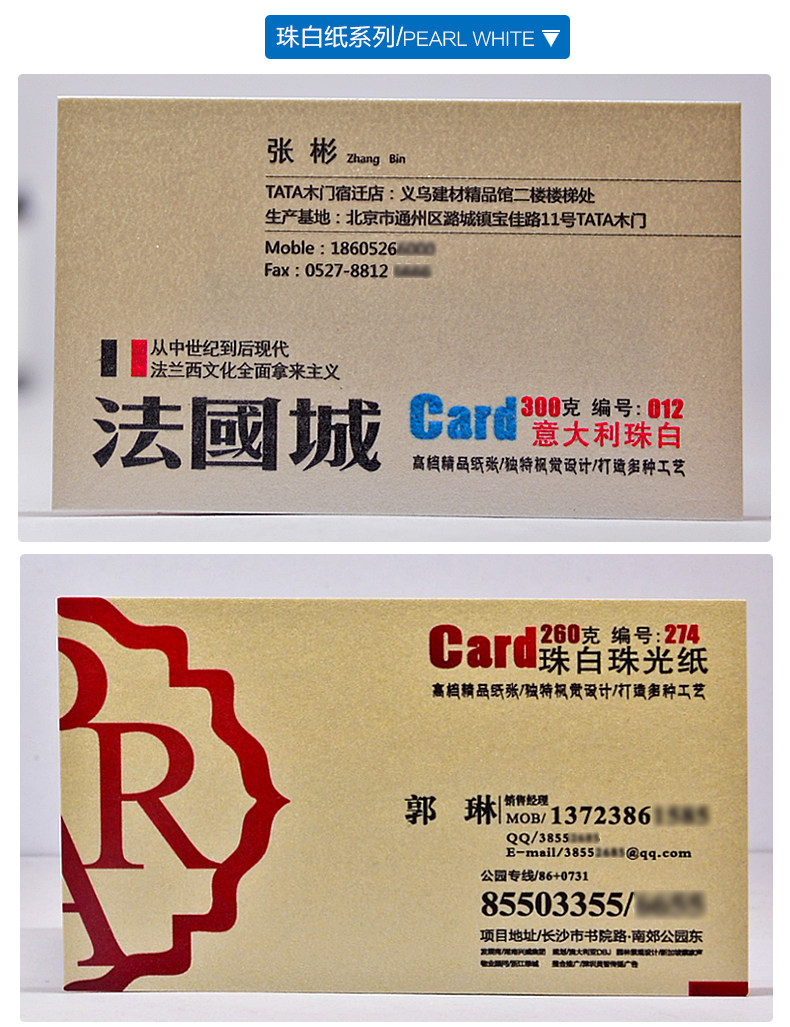 珠白纸系列/PEARL WHITE
张 彬 Zhang Bin
TATA木门宿迁店：义乌建材精品馆二楼楼梯处
生产基地：北京市通州区潞城镇宝佳路11号TATA木门
Moble：1860526
Fax：0527-8812
从中世纪到后现代
法兰西文化全面拿来主义
法國城
Card 300克 编号:012
意大利珠白
高档精品纸张/独特视觉设计/打造多种工艺
Card 260克 编号:274
珠白珠光纸
高档精品纸张/独特视觉设计/打造多种工艺
R
A
郭 琳 销售经理
MOB/1372386
QQ/3855
E-mail/3855 @qq.com
公园专线/86+0731
85503355/
项目地址/长沙市书院路·南郊公园东